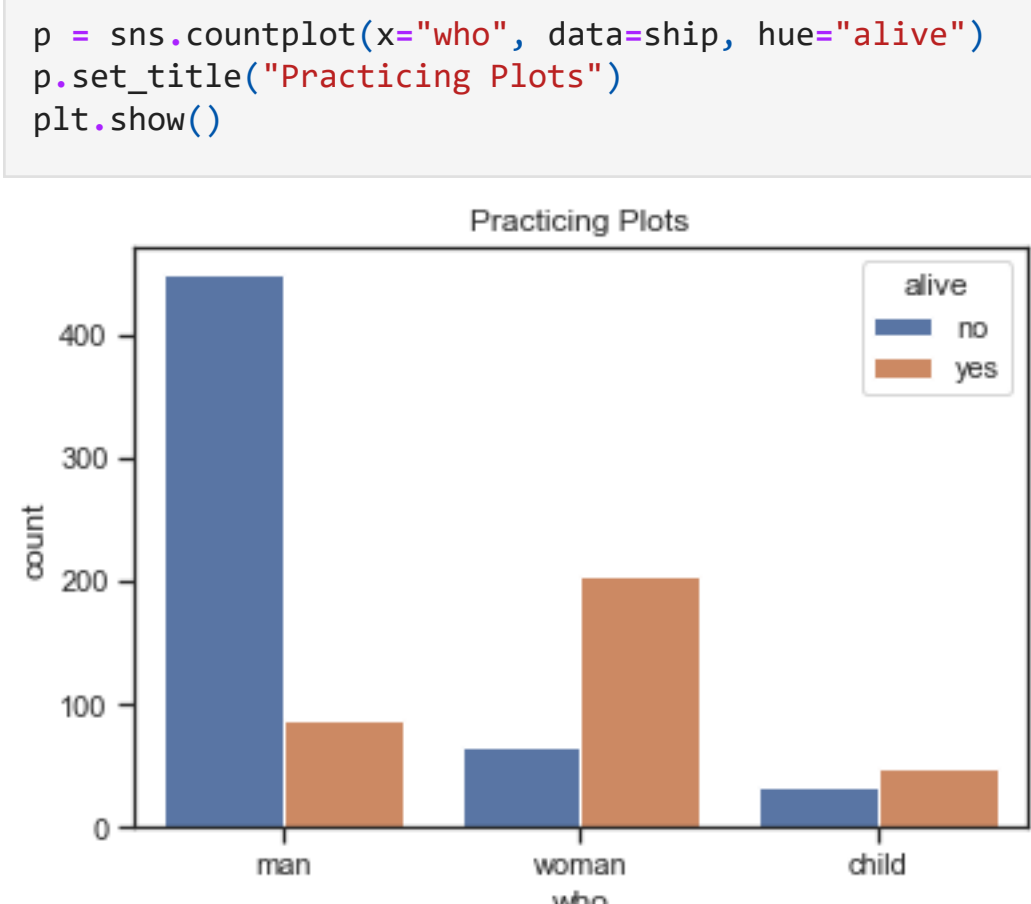 p = sns.countplot(x="who", data=ship, hue="alive")
p.set_title("Practicing Plots")
plt.show()
Practicing Plots
alive
no
yes
count
400
300
200
100
0
man woman child
who